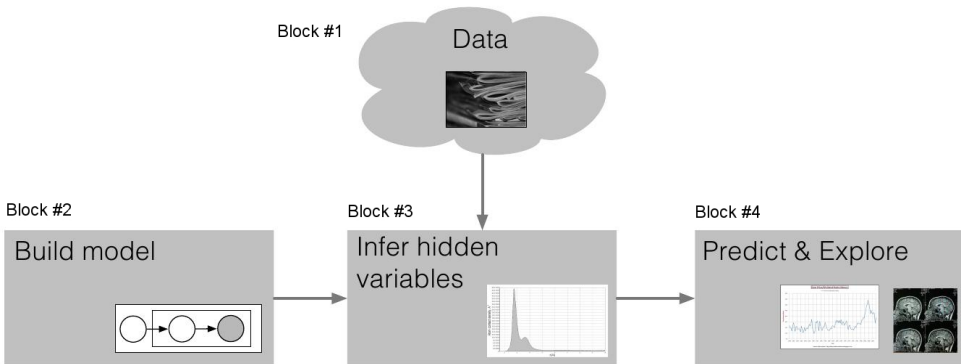 Block #1
Data
Block #2
Build model
Block #3
Infer hidden
variables
Block #4
Predict & Explore